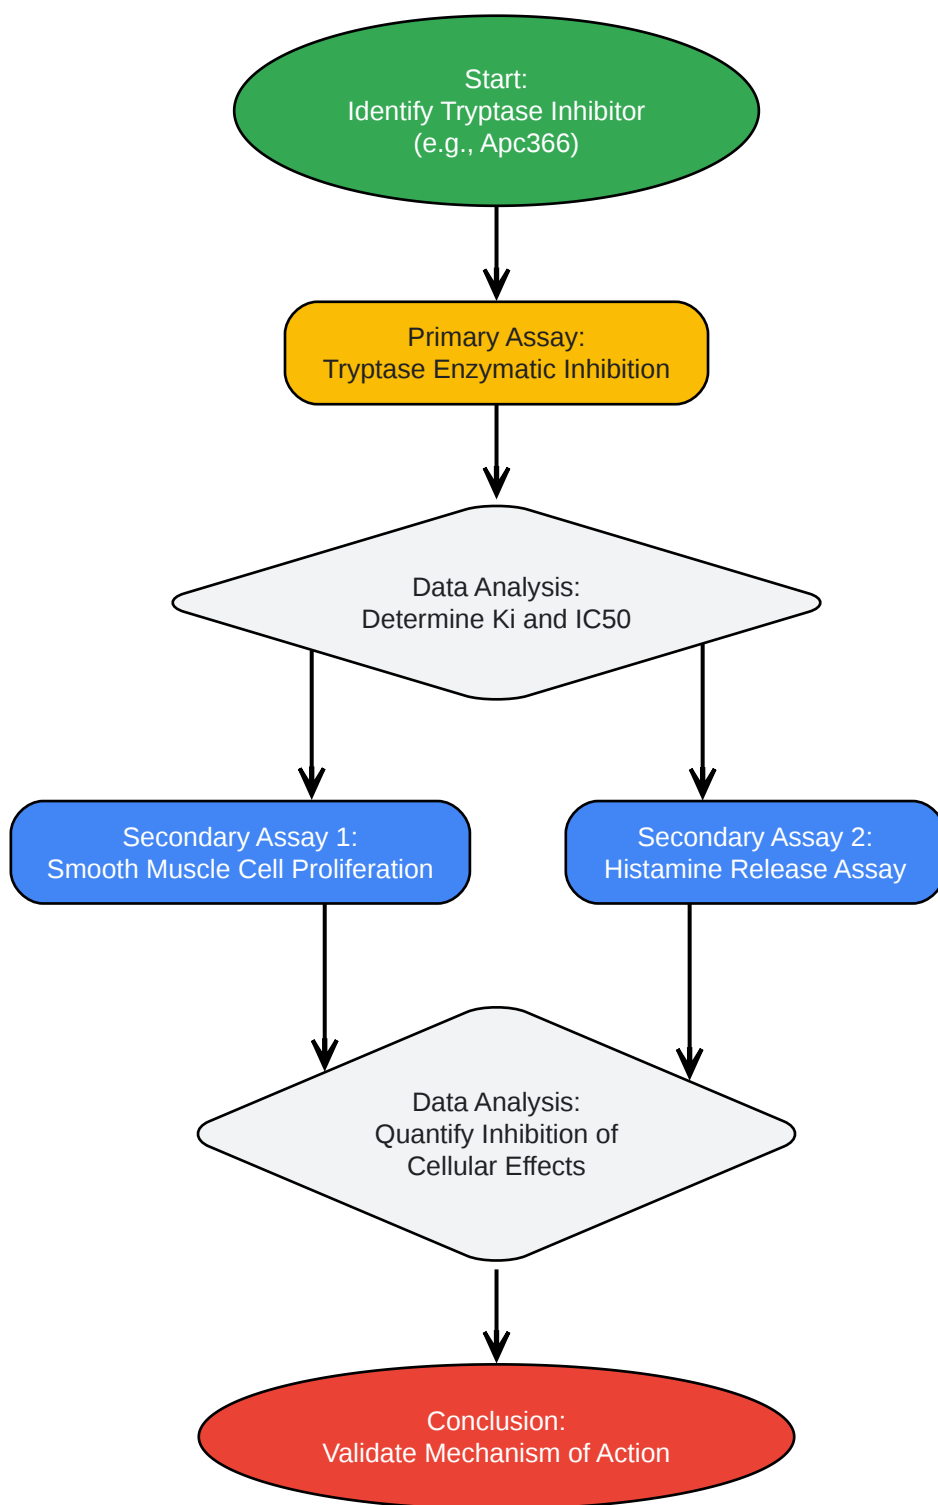 Start:
Identify Tryptase Inhibitor
(e.g., Apc366)
Primary Assay:
Tryptase Enzymatic Inhibition
Data Analysis:
Determine Ki and IC50
Secondary Assay 1:
Smooth Muscle Cell Proliferation
Secondary Assay 2:
Histamine Release Assay
Data Analysis:
Quantify Inhibition of
Cellular Effects
Conclusion:
Validate Mechanism of Action